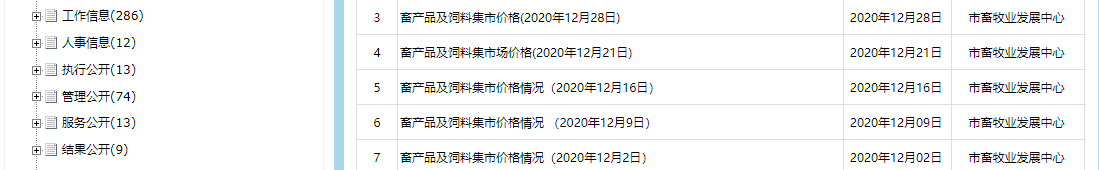 工作信息(286)
人事信息(12)
执行公开(13)
管理公开(74)
服务公开(13)
结果公开(9)
3 畜产品及饲料集市价格(2020年12月28日) 2020年12月28日 市畜牧业发展中心
4 畜产品及饲料集市场价格(2020年12月21日) 2020年12月21日 市畜牧业发展中心
5 畜产品及饲料集市价格情况（2020年12月16日） 2020年12月16日 市畜牧业发展中心
6 畜产品及饲料集市价格情况 （2020年12月9日） 2020年12月09日 市畜牧业发展中心
7 畜产品及饲料集市价格情况（2020年12月2日） 2020年12月02日 市畜牧业发展中心